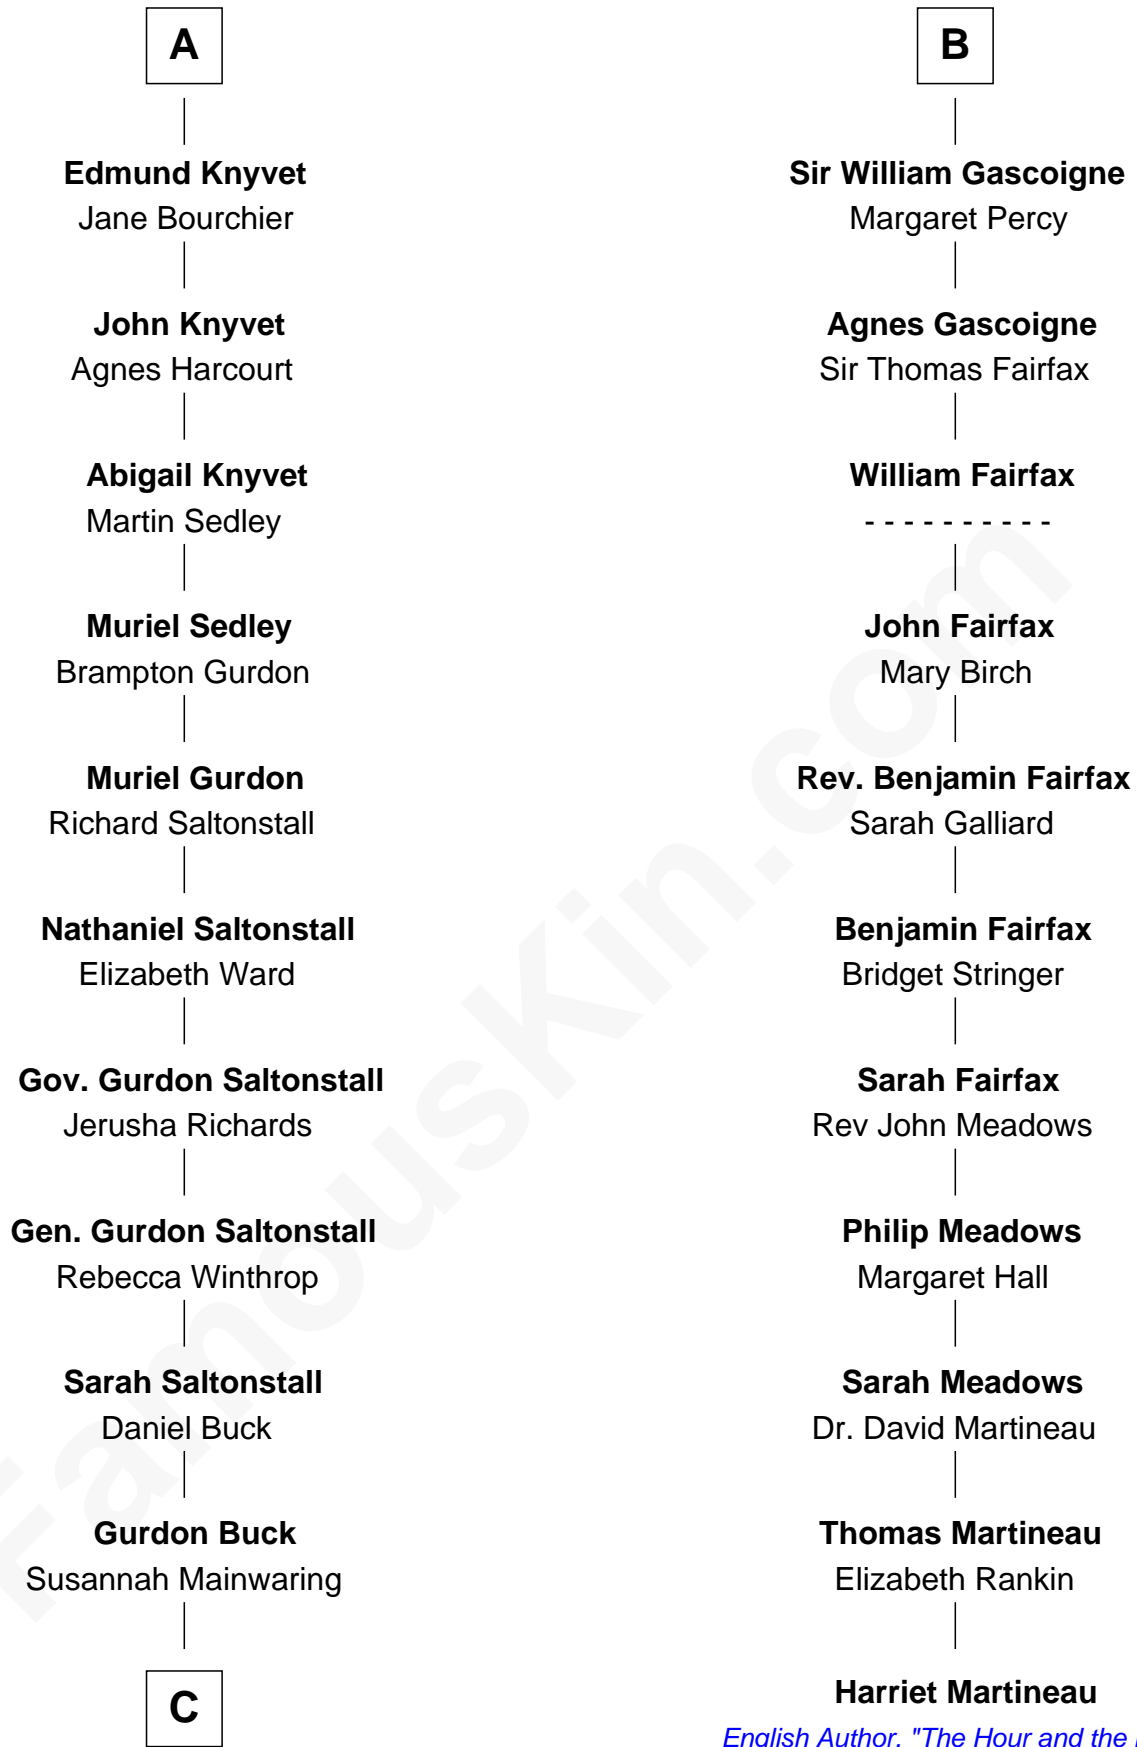 A
Edmund Knyvet
Jane Bourchier
John Knyvet
Agnes Harcourt
Abigail Knyvet
Martin Sedley
Muriel Sedley
Brampton Gurdon
Muriel Gurdon
Richard Saltonstall
Nathaniel Saltonstall
Elizabeth Ward
Gov. Gurdon Saltonstall
Jerusha Richards
Gen. Gurdon Saltonstall
Rebecca Winthrop
Sarah Saltonstall
Daniel Buck
Gurdon Buck
Susannah Mainwaring
C
B
Sir William Gascoigne
Margaret Percy
Agnes Gascoigne
Sir Thomas Fairfax
William Fairfax
- - - - - - - - - -
John Fairfax
Mary Birch
Rev. Benjamin Fairfax
Sarah Galliard
Benjamin Fairfax
Bridget Stringer
Sarah Fairfax
Rev John Meadows
Philip Meadows
Margaret Hall
Sarah Meadows
Dr. David Martineau
Thomas Martineau
Elizabeth Rankin
Harriet Martineau
English Author. "The Hour and the
FamousKin.com